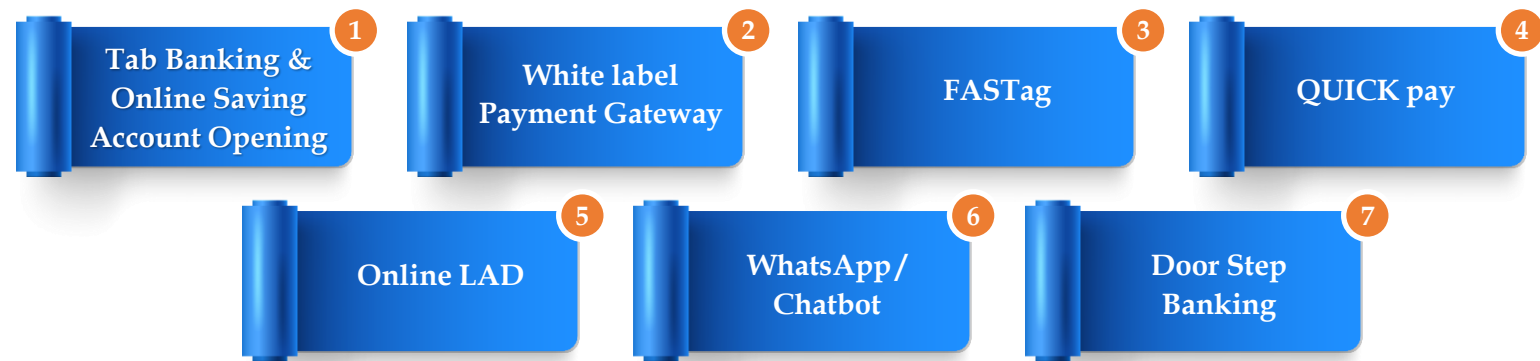 1
Tab Banking &
Online Saving
Account Opening
2
White label
Payment Gateway
3
FASTag
4
QUICK pay
5
Online LAD
6
WhatsApp/
Chatbot
7
Door Step
Banking